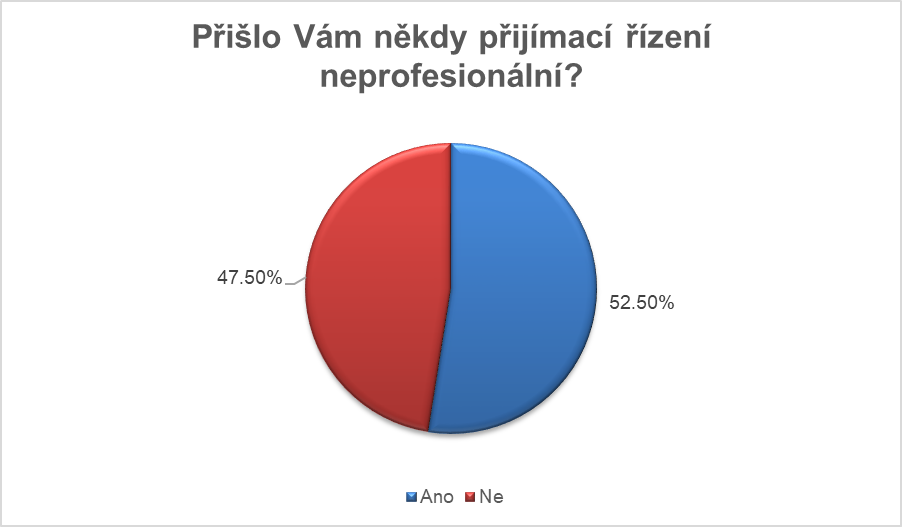 Přišlo Vám někdy přijímací řízení
neprofesionální?
47.50%
52.50%
Ano Ne